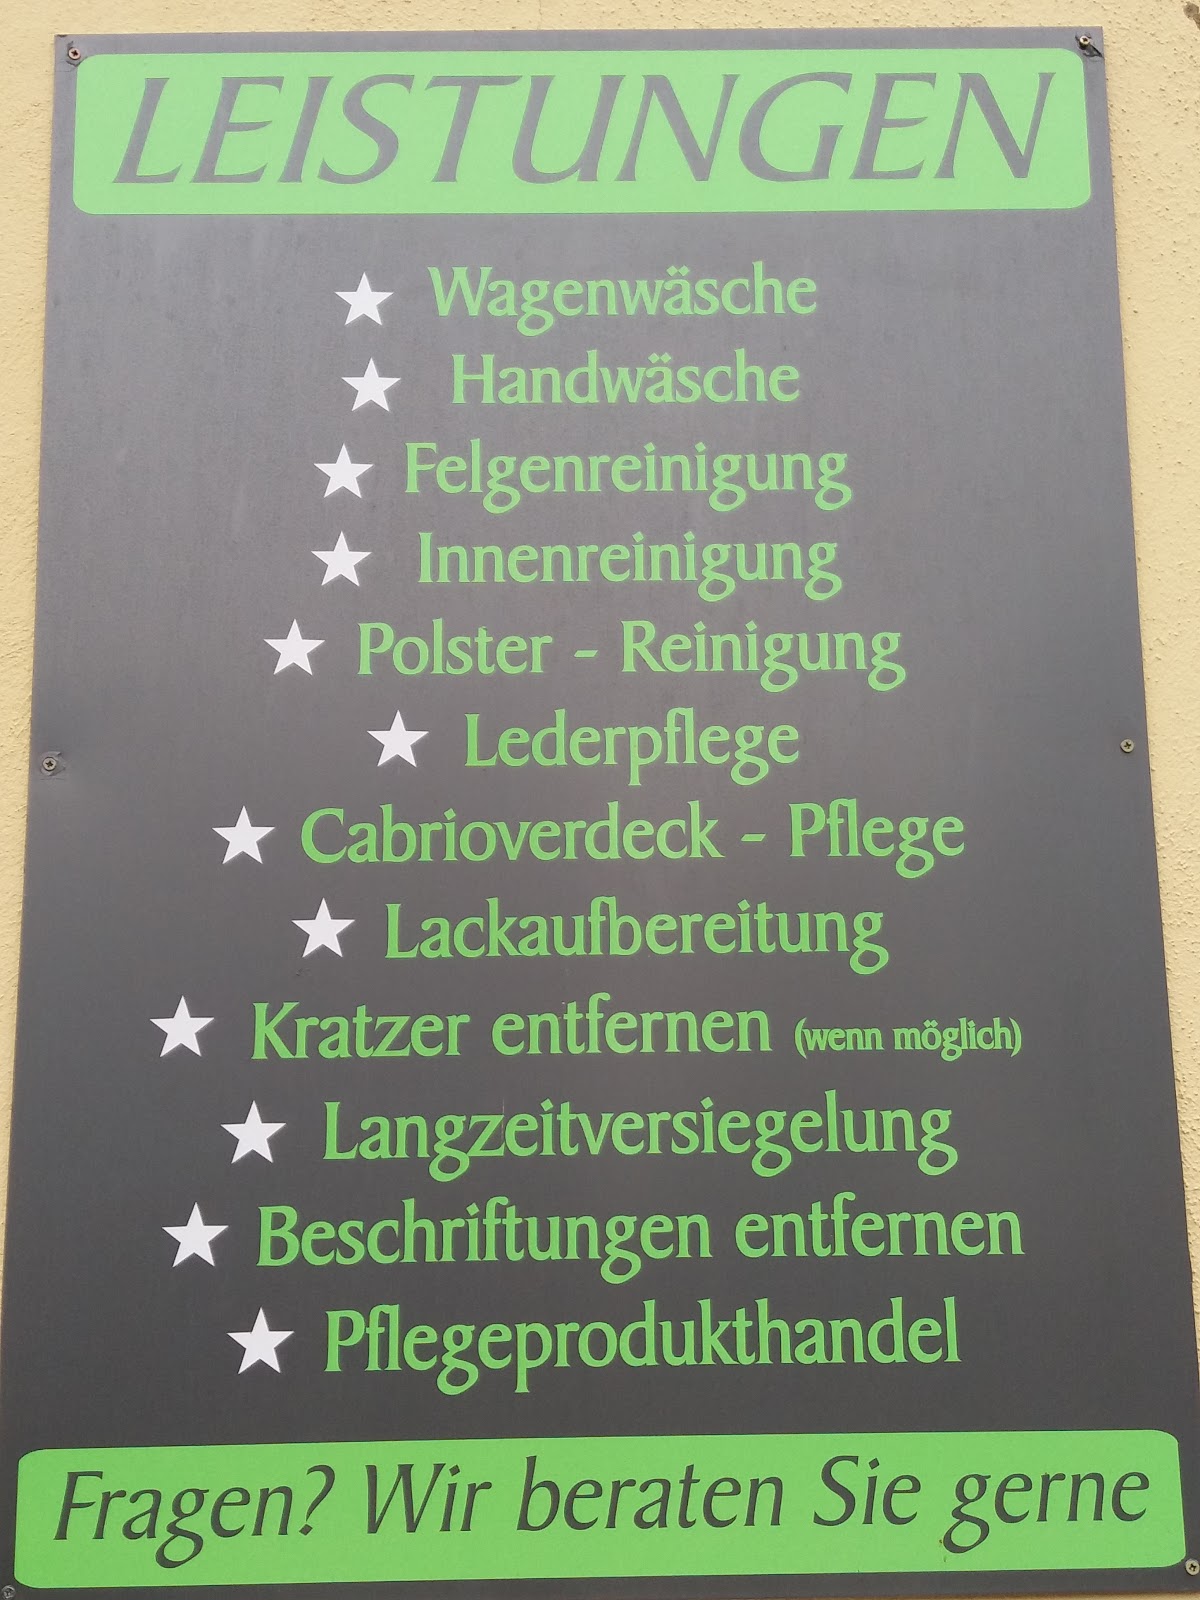 LEISTUNGEN
Wagenwäsche
Handwäsche
Felgenreinigung
Innenreinigung
Polster - Reinigung
Lederpflege
Cabrioverdeck - Pflege
Lackaufbereitung
Kratzer entfernen (wenn möglich)
Langzeitversiegelung
Beschriftungen entfernen
Pflegeprodukthandel
Fragen? Wir beraten Sie gerne